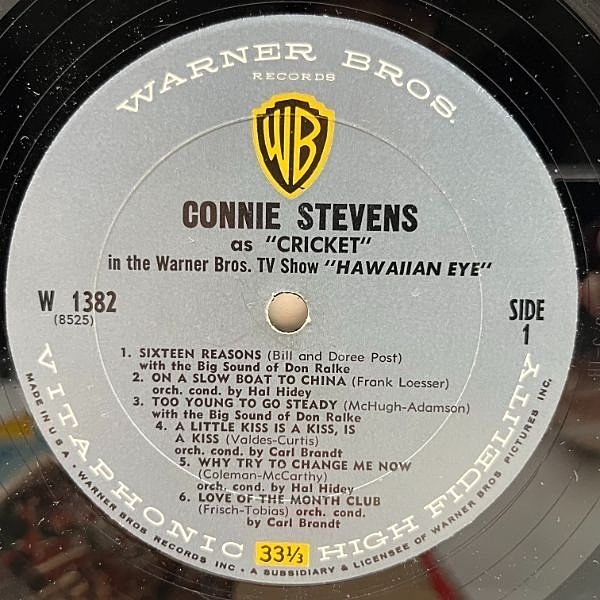 WARNER BROS.
RECORDS
WB
CONNIE STEVENS
as "CRICKET"
in the Warner Bros. TV Show "HAWAIIAN EYE"
W 1382
(8525)
SIDE
1
1. SIXTEEN REASONS (Bill and Doree Post)
with the Big Sound of Don Ralke
2. ON A SLOW BOAT TO CHINA (Frank Loesser)
orch. cond. by Hal Hidey
3. TOO YOUNG TO GO STEADY (McHugh-Adamson)
with the Big Sound of Don Ralke
4. A LITTLE KISS IS A KISS, IS
A KISS (Valdes-Curtis)
orch. cond. by Carl Brandt
5. WHY TRY TO CHANGE ME NOW
(Coleman-McCarthy)
orch. cond. by Hal Hidey
6. LOVE OF THE MONTH CLUB
(Frisch-Tobias) orch. cond.
by Carl Brandt
VITAPHONIC 33⅓ HIGH FIDELITY
MADE IN U.S.A. • WARNER BROS. RECORDS INC. • A SUBSIDIARY & LICENSEE OF WARNER BROS. PICTURES INC.